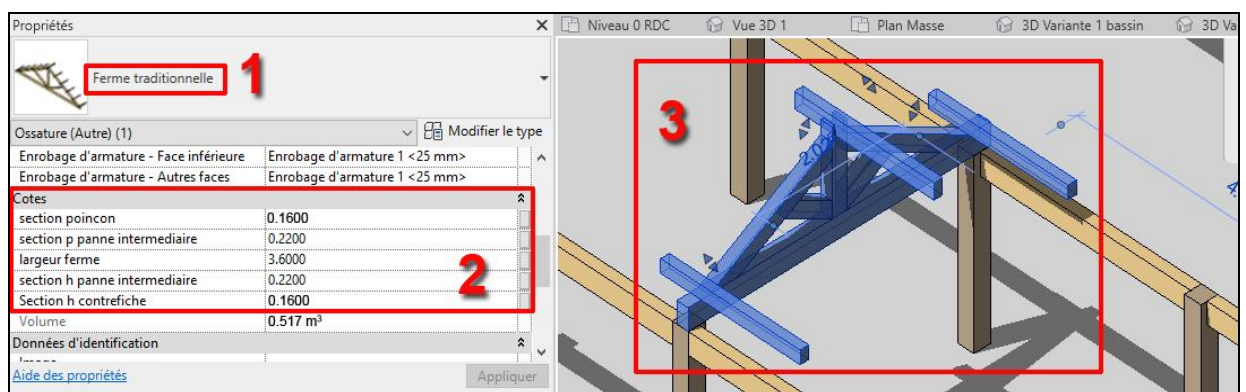 Propriétés
Ferme traditionnelle
1
Ossature (Autre) (1)
Modifier le type
Enrobage d'armature - Face inférieure Enrobage d'armature 1 <25 mm>
Enrobage d'armature - Autres faces Enrobage d'armature 1 <25 mm>
Cotes
section poincon 0.1600
section p panne intermediaire 0.2200
largeur ferme 3.6000
section h panne intermediaire 0.2200
Section h contrefiche 0.1600
2
Volume 0.517 m³
Données d'identification
Aide des propriétés
Appliquer
Niveau 0 RDC Vue 3D 1 Plan Masse 3D Variante 1 bassin 3D Va
3